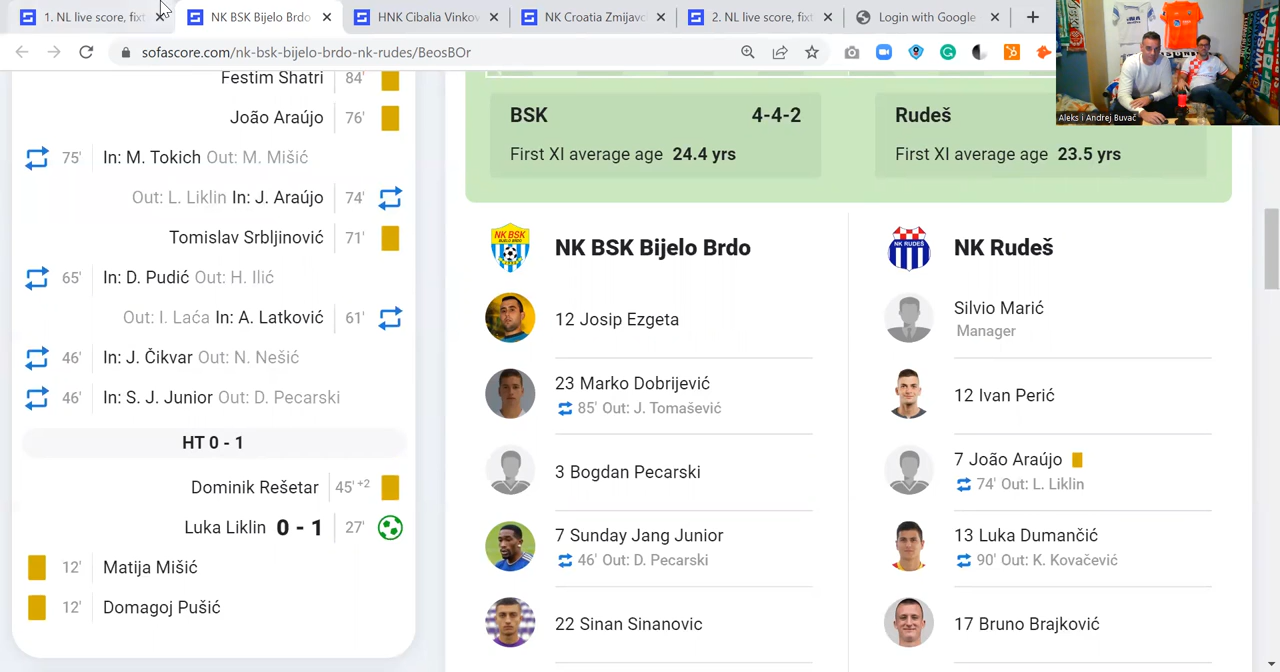 1. NL live score, fixt
NK BSK Bijelo Brdo
HNK Cibalia Vinkov
NK Croatia Zmijavc
2. NL live score, fixt
Login with Google
sofascore.com/nk-bsk-bijelo-brdo-nk-rudes/BeosBOr
Aleks i Andrej Buvač
Festim Shatri 84'
João Araújo 76'
75' In: M. Tokich Out: M. Mišić
Out: L. Liklin In: J. Araújo 74'
Tomislav Srbljinović 71'
65' In: D. Pudić Out: H. Ilić
Out: I. Laća In: A. Latković 61'
46' In: J. Čikvar Out: N. Nešić
46' In: S. J. Junior Out: D. Pecarski
HT 0 - 1
Dominik Rešetar 45' +2
Luka Liklin 0 - 1 27'
12' Matija Mišić
12' Domagoj Pušić
BSK 4-4-2
First XI average age 24.4 yrs
Rudeš
First XI average age 23.5 yrs
NK BSK Bijelo Brdo
12 Josip Ezgeta
23 Marko Dobrijević
85' Out: J. Tomašević
3 Bogdan Pecarski
7 Sunday Jang Junior
46' Out: D. Pecarski
22 Sinan Sinanovic
NK Rudeš
Silvio Marić
Manager
12 Ivan Perić
7 João Araújo
74' Out: L. Liklin
13 Luka Dumančić
90' Out: K. Kovačević
17 Bruno Brajković